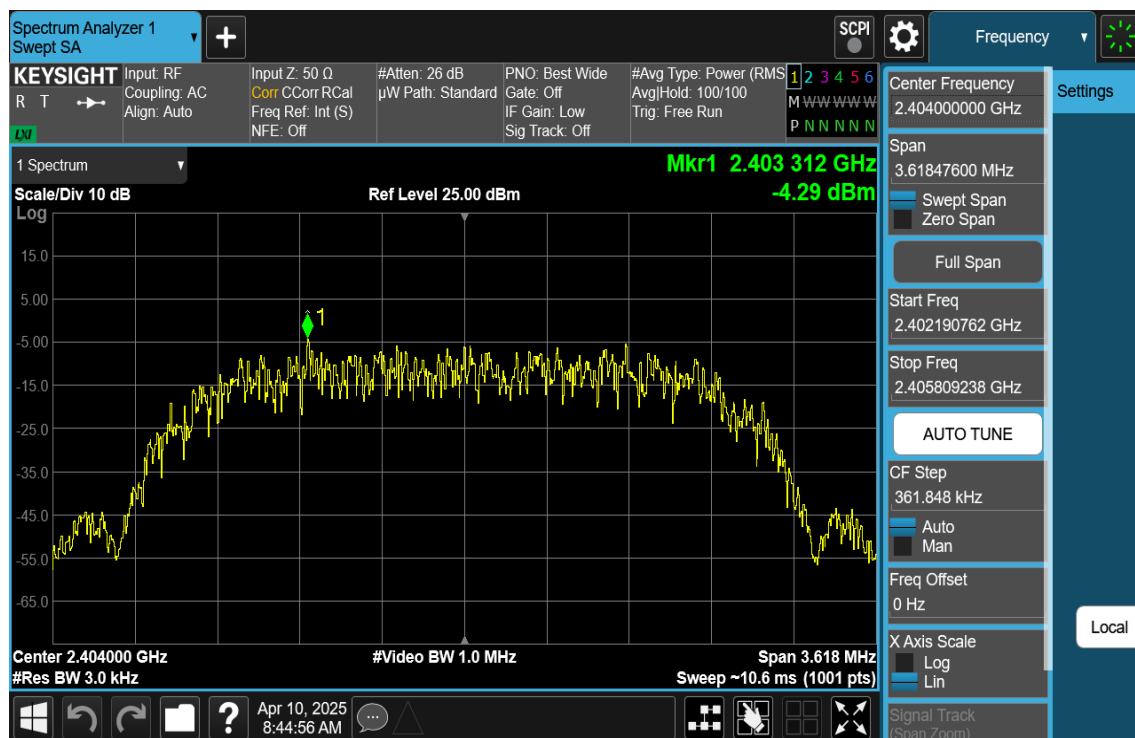 Spectrum Analyzer 1
Swept SA
+
SCPI
Frequency
KEYSIGHT
R T
LXI
Input: RF
Coupling: AC
Align: Auto
Input Z: 50 Ω
Corr CCorr RCal
Freq Ref: Int (S)
NFE: Off
#Atten: 26 dB
µW Path: Standard
PNO: Best Wide
Gate: Off
IF Gain: Low
Sig Track: Off
#Avg Type: Power (RMS
Avg|Hold: 100/100
Trig: Free Run
1 2 3 4 5 6
M W W W W W
P N N N N N
1 Spectrum
Mkr1 2.403 312 GHz
-4.29 dBm
Scale/Div 10 dB
Ref Level 25.00 dBm
Log
15.0
5.00
-5.00
-15.0
-25.0
-35.0
-45.0
-55.0
-65.0
1
Center 2.404000 GHz
#Video BW 1.0 MHz
Span 3.618 MHz
#Res BW 3.0 kHz
Sweep ~10.6 ms (1001 pts)
?
Apr 10, 2025
8:44:56 AM
Center Frequency
2.404000000 GHz
Span
3.61847600 MHz
Swept Span
Zero Span
Full Span
Start Freq
2.402190762 GHz
Stop Freq
2.405809238 GHz
AUTO TUNE
CF Step
361.848 kHz
Auto
Man
Freq Offset
0 Hz
X Axis Scale
Log
Lin
Signal Track
(Span Zoom)
Settings
Local